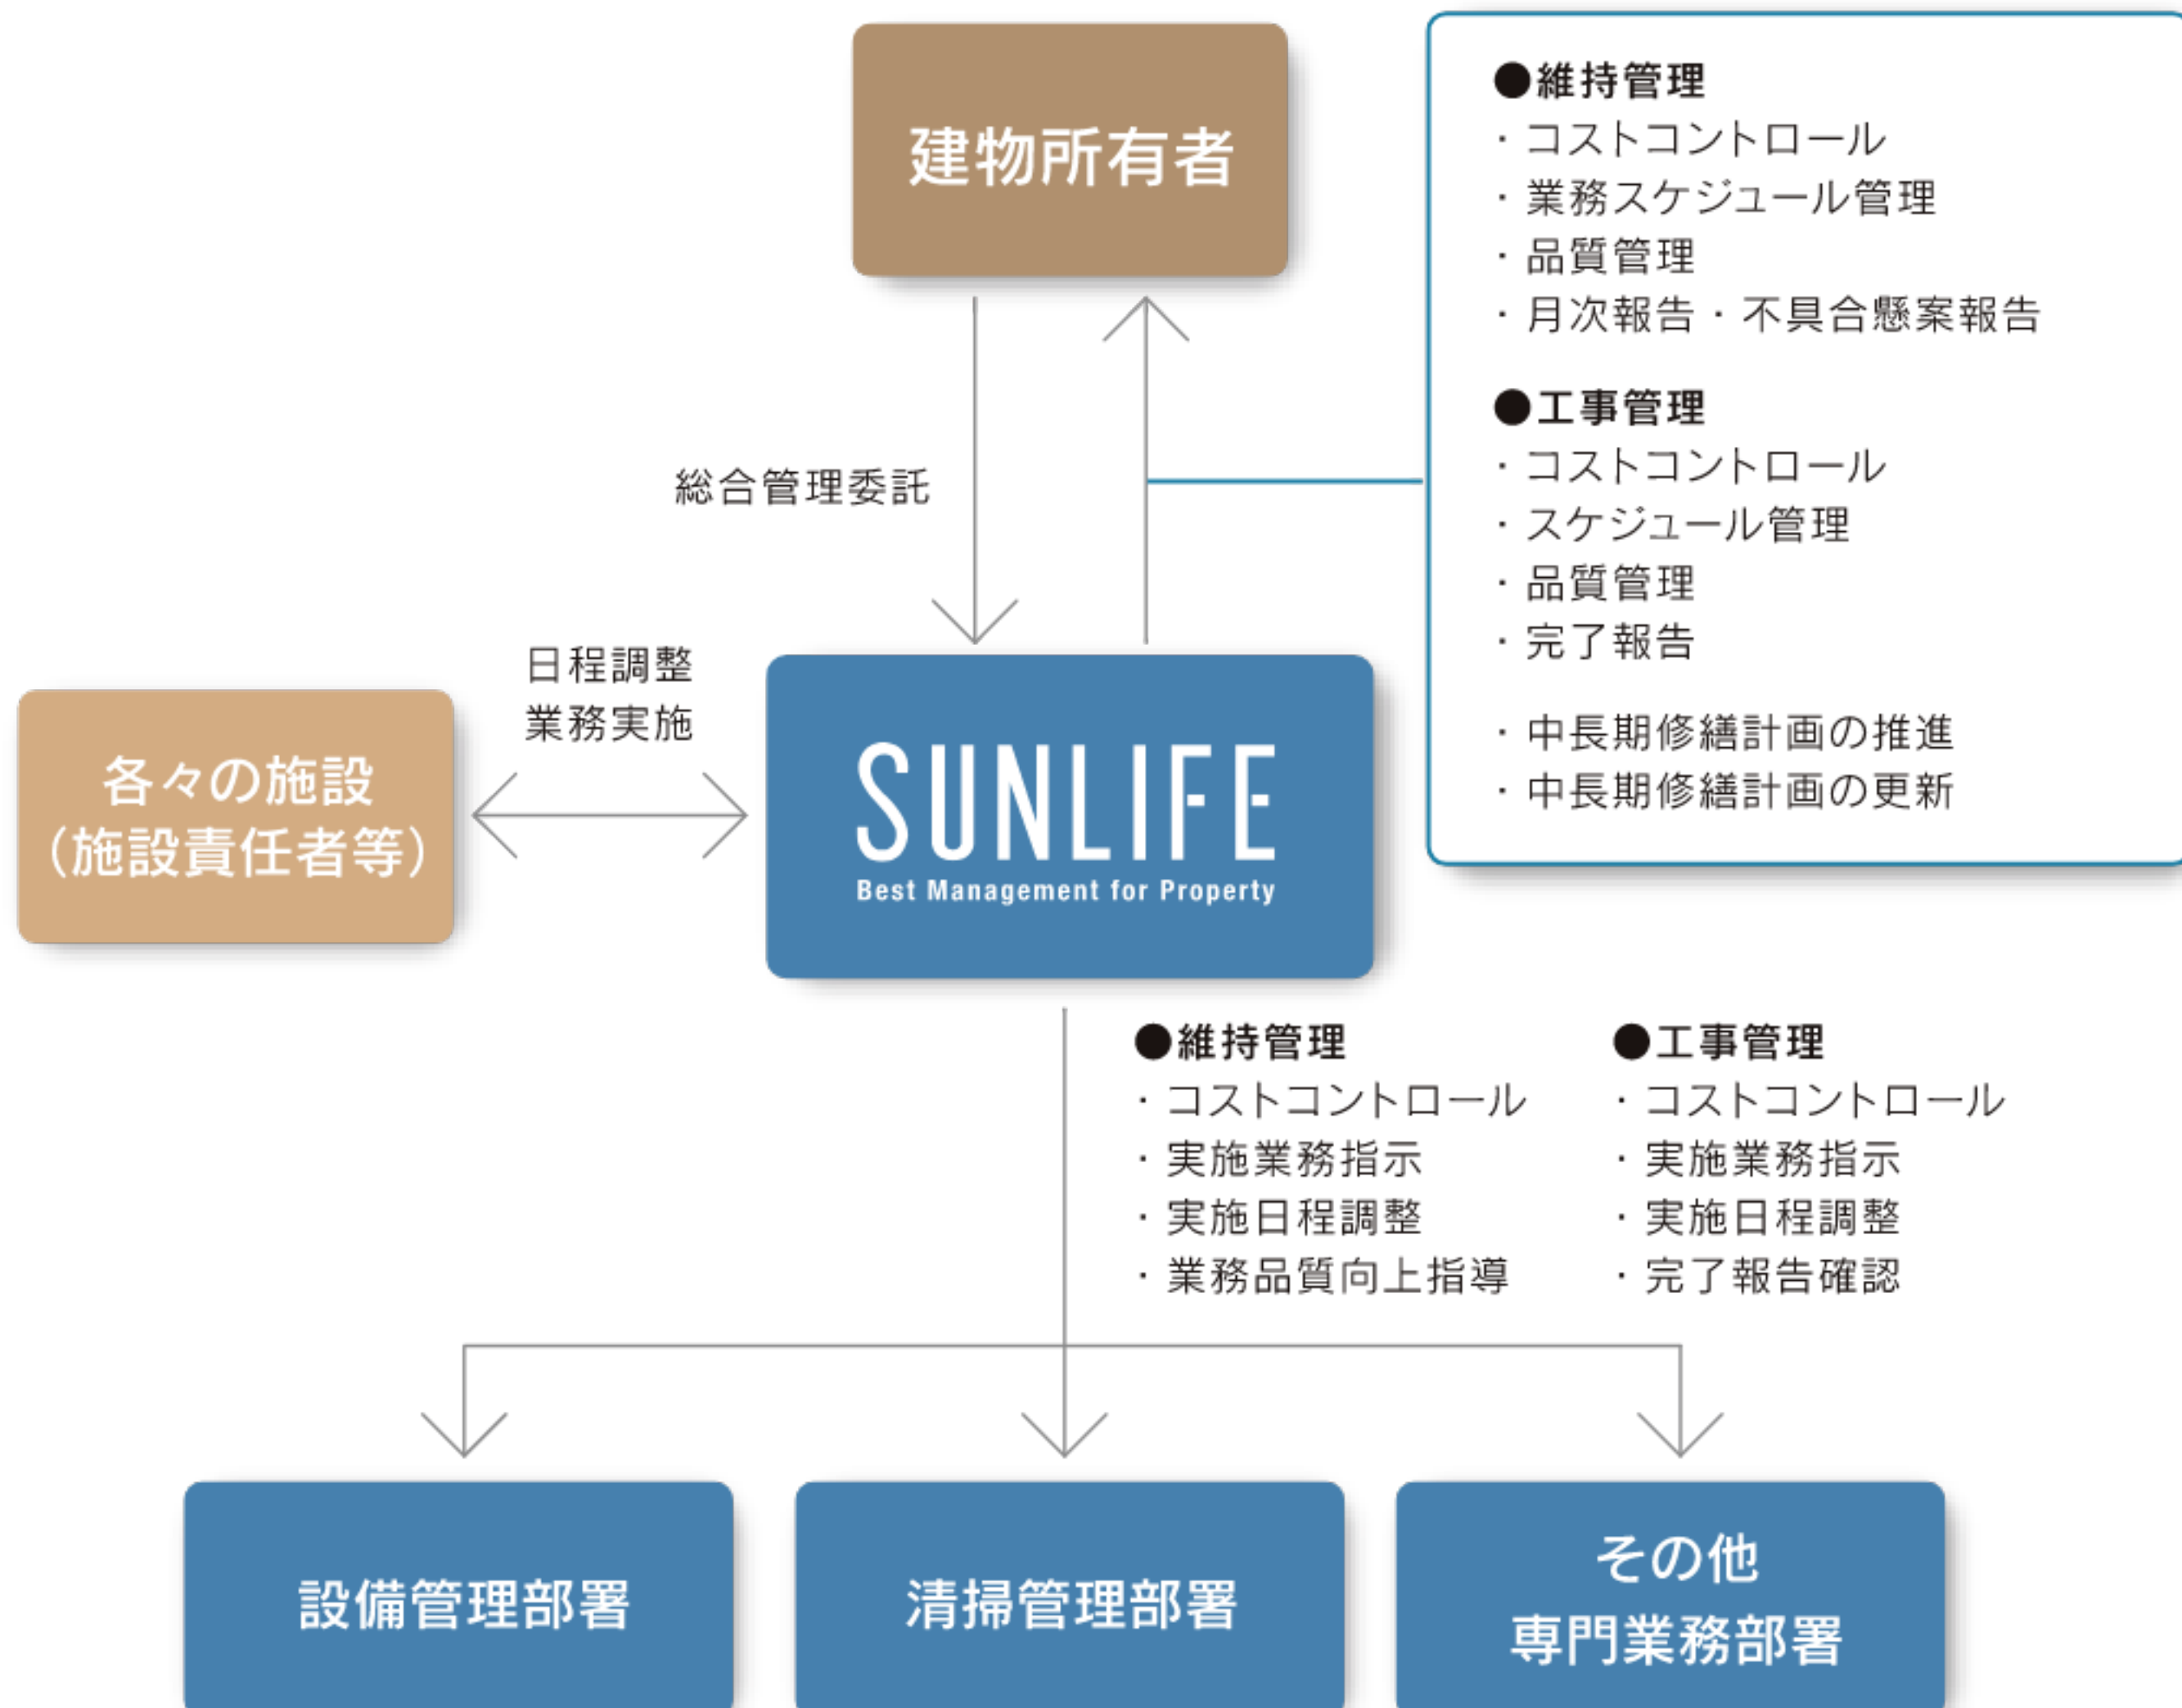 建物所有者
●維持管理
・コストコントロール
・業務スケジュール管理
・品質管理
・月次報告・不具合懸案報告
●工事管理
・コストコントロール
・スケジュール管理
・品質管理
・完了報告
・中長期修繕計画の推進
・中長期修繕計画の更新
総合管理委託
日程調整
業務実施
各々の施設
（施設責任者等）
SUNLIFE
Best Management for Property
●維持管理
・コストコントロール
・実施業務指示
・実施日程調整
・業務品質向上指導
●工事管理
・コストコントロール
・実施業務指示
・実施日程調整
・完了報告確認
設備管理部署
清掃管理部署
その他
専門業務部署